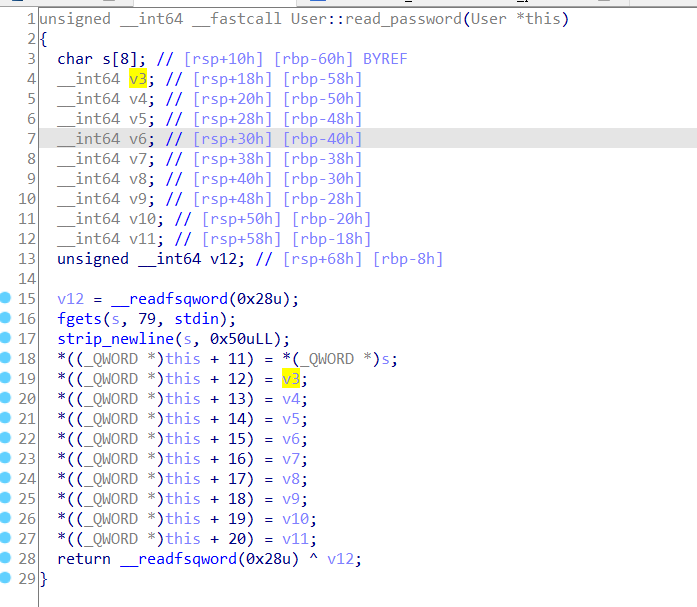 1 unsigned __int64 __fastcall User::read_password(User *this)
2 {
3   char s[8]; // [rsp+10h] [rbp-60h] BYREF
4   __int64 v3; // [rsp+18h] [rbp-58h]
5   __int64 v4; // [rsp+20h] [rbp-50h]
6   __int64 v5; // [rsp+28h] [rbp-48h]
7   __int64 v6; // [rsp+30h] [rbp-40h]
8   __int64 v7; // [rsp+38h] [rbp-38h]
9   __int64 v8; // [rsp+40h] [rbp-30h]
10   __int64 v9; // [rsp+48h] [rbp-28h]
11   __int64 v10; // [rsp+50h] [rbp-20h]
12   __int64 v11; // [rsp+58h] [rbp-18h]
13   unsigned __int64 v12; // [rsp+68h] [rbp-8h]
14
15   v12 = __readfsqword(0x28u);
16   fgets(s, 79, stdin);
17   strip_newline(s, 0x50uLL);
18   *((_QWORD *)this + 11) = *(_QWORD *)s;
19   *((_QWORD *)this + 12) = v3;
20   *((_QWORD *)this + 13) = v4;
21   *((_QWORD *)this + 14) = v5;
22   *((_QWORD *)this + 15) = v6;
23   *((_QWORD *)this + 16) = v7;
24   *((_QWORD *)this + 17) = v8;
25   *((_QWORD *)this + 18) = v9;
26   *((_QWORD *)this + 19) = v10;
27   *((_QWORD *)this + 20) = v11;
28   return __readfsqword(0x28u) ^ v12;
29 }